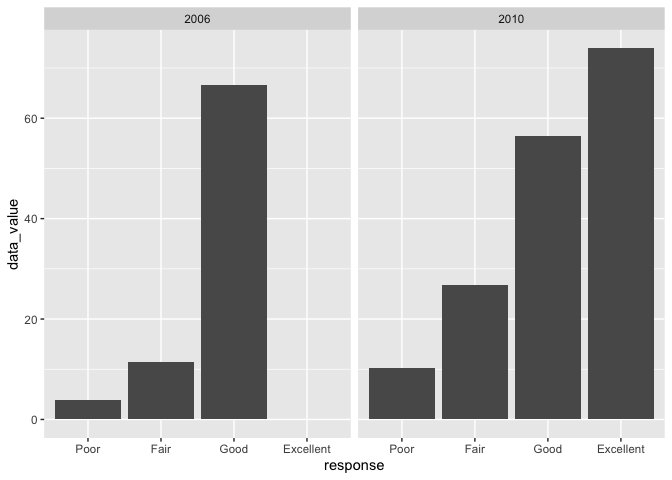 2006 2010
60
40
20
0
data_value
Poor Fair Good Excellent Poor Fair Good Excellent
response